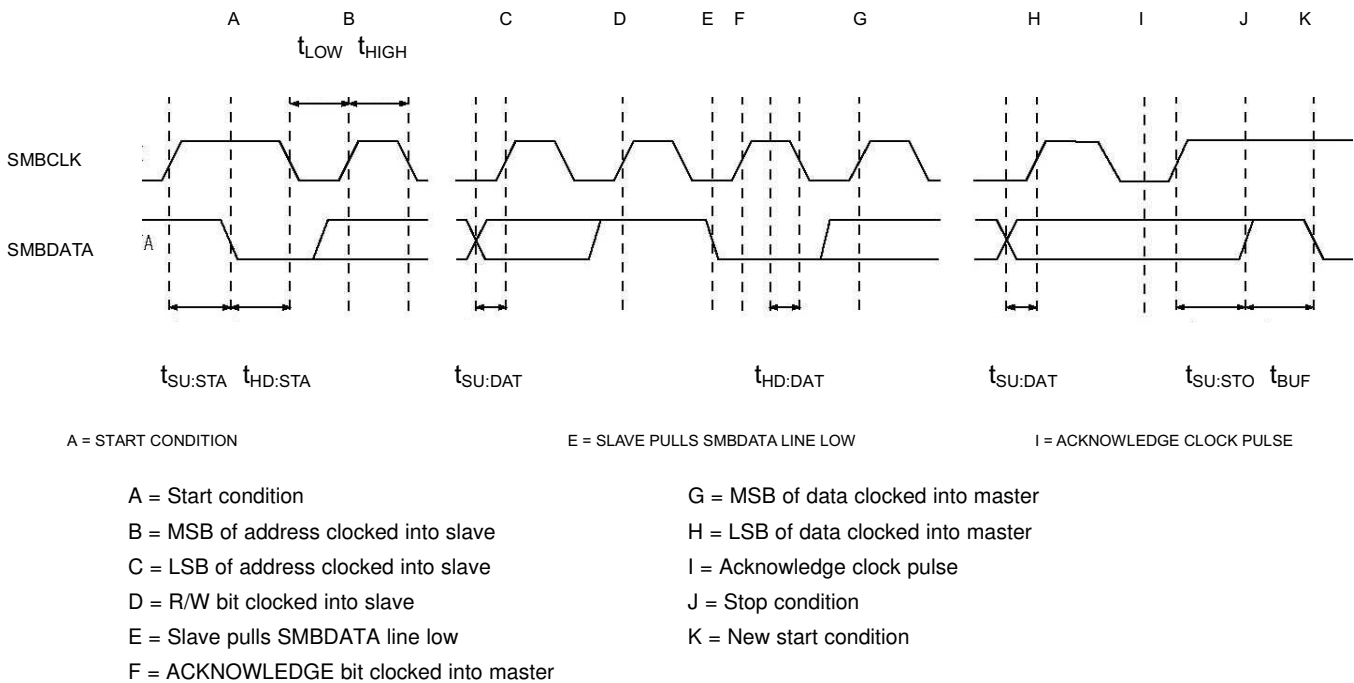 A B C D E F G H I J K
tLOW tHIGH
SMBCLK
SMBDATA
A
tSU:STA tHD:STA tSU:DAT tHD:DAT tSU:DAT tSU:STO tBUF
A = START CONDITION E = SLAVE PULLS SMBDATA LINE LOW I = ACKNOWLEDGE CLOCK PULSE
A = Start condition
B = MSB of address clocked into slave
C = LSB of address clocked into slave
D = R/W bit clocked into slave
E = Slave pulls SMBDATA line low
F = ACKNOWLEDGE bit clocked into master
G = MSB of data clocked into master
H = LSB of data clocked into master
I = Acknowledge clock pulse
J = Stop condition
K = New start condition